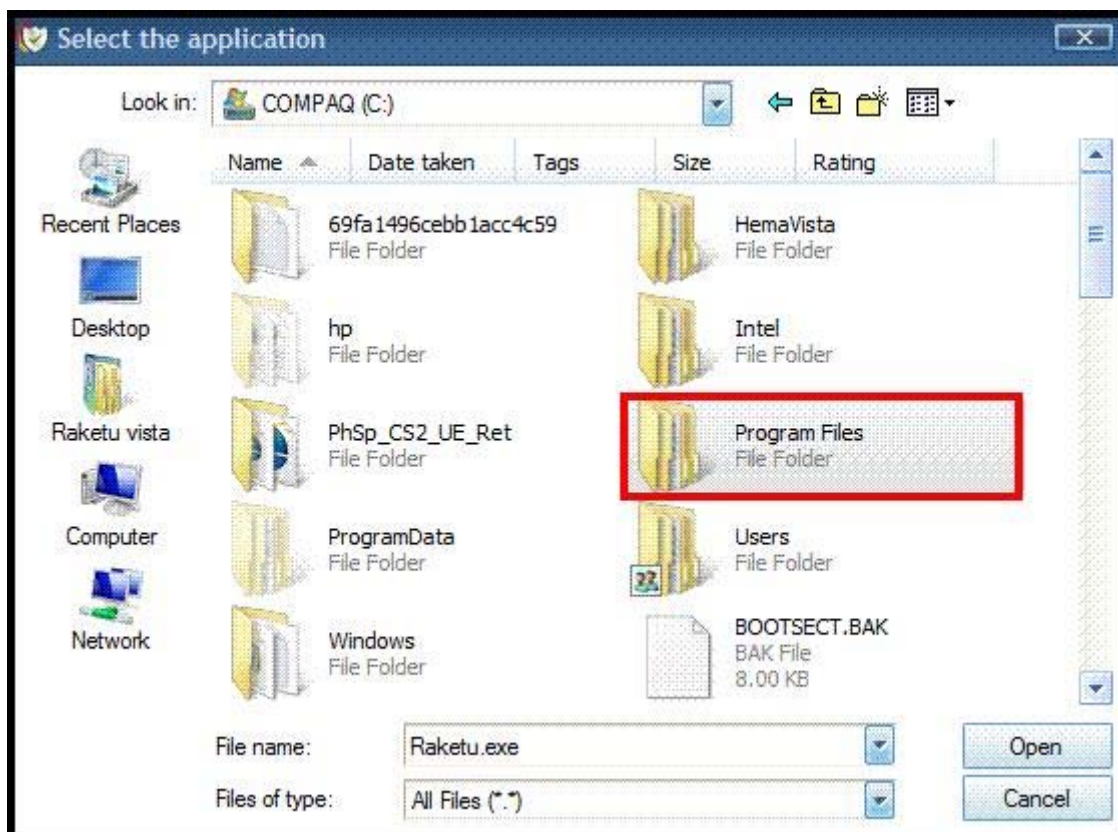 Select the application
Look in: COMPAQ (C:)
Name Date taken Tags Size Rating
Recent Places
Desktop
Raketu vista
Computer
Network
69fa1496cebb1acc4c59
File Folder
HemaVista
File Folder
hp
File Folder
Intel
File Folder
PhSp_CS2_UE_Ret
File Folder
Program Files
File Folder
ProgramData
File Folder
Users
File Folder
Windows
File Folder
BOOTSECT.BAK
BAK File
8.00 KB
File name: Raketu.exe Open
Files of type: All Files (*.*) Cancel